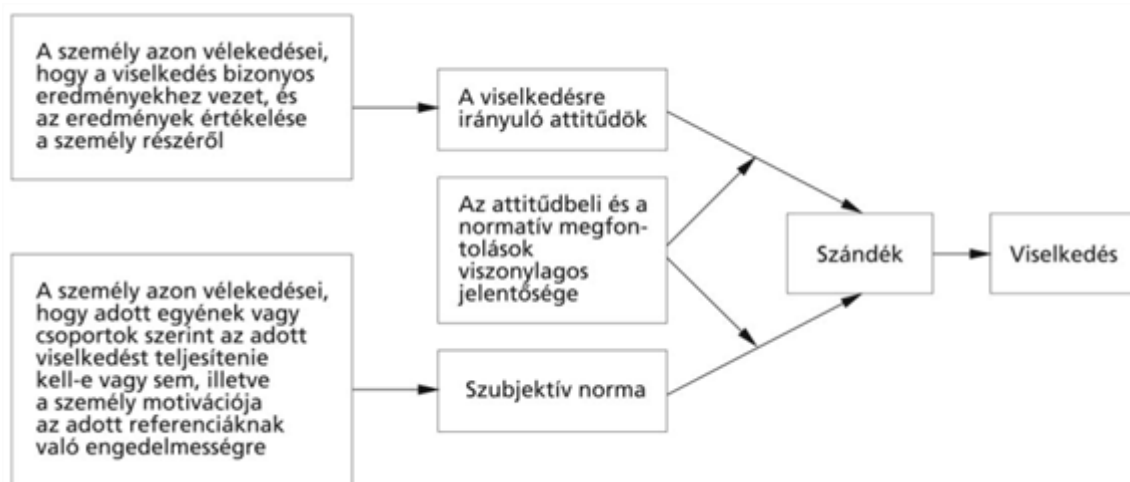 A személy azon vélekedései,
hogy a viselkedés bizonyos
eredményekhez vezet, és
az eredmények értékelése
a személy részéről
A viselkedésre
irányuló attitűdök
Az attitűdbeli és a
normatív megfon-
tolások
viszonylagos
jelentősége
A személy azon vélekedései,
hogy adott egyének vagy
csoportok szerint az adott
viselkedést teljesítenie
kell-e vagy sem, illetve
a személy motivációja
az adott referenciáknak
való engedelmességre
Szubjektív norma
Szándék
Viselkedés